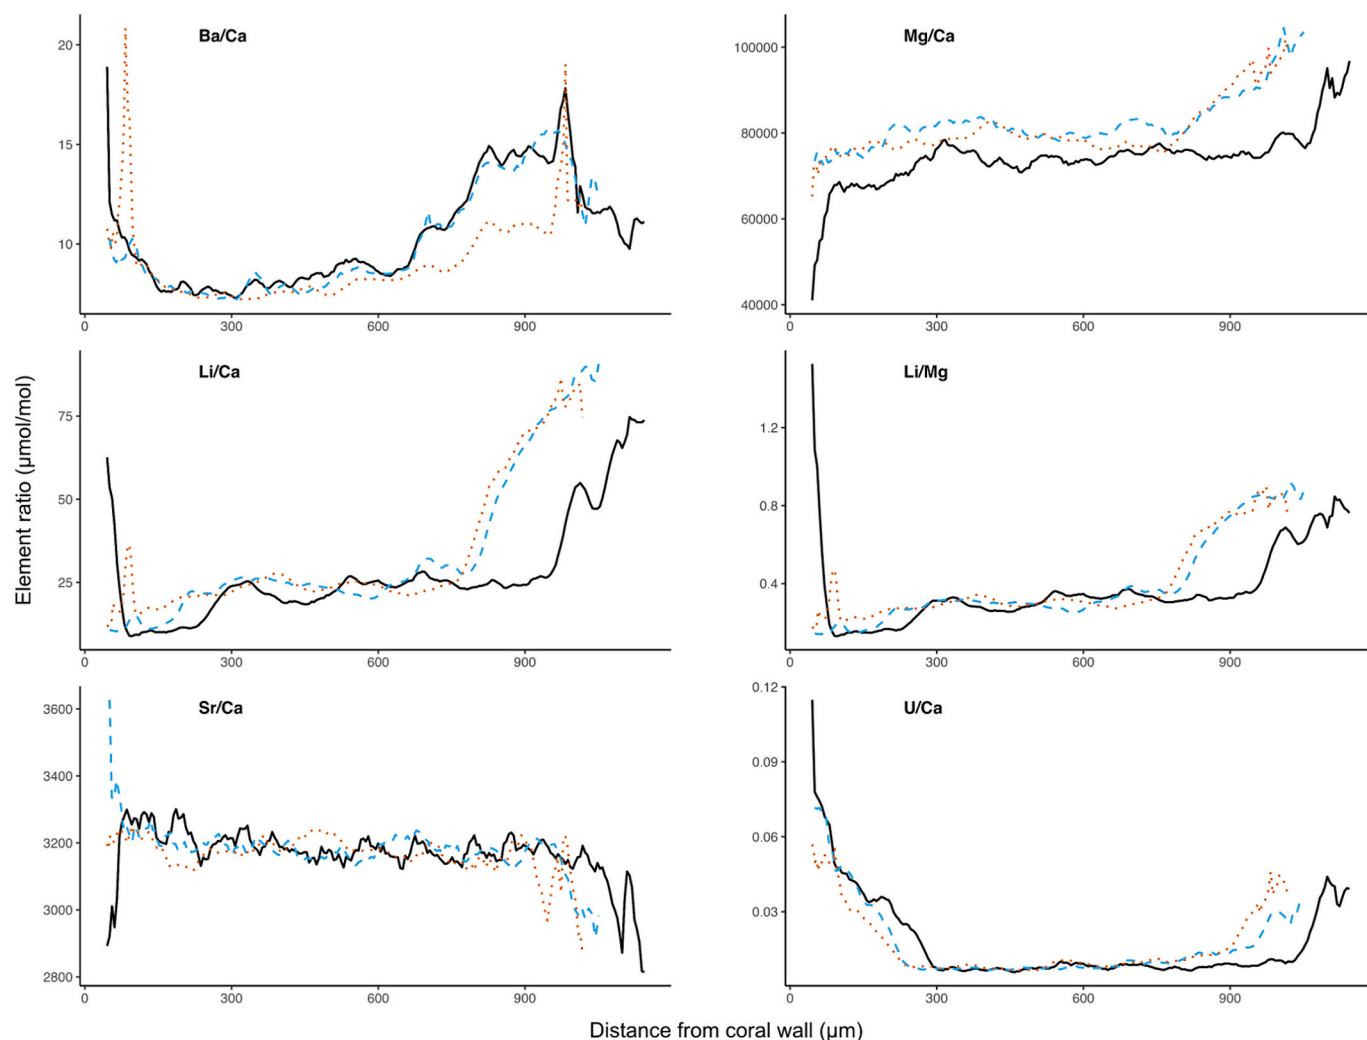 Ba/Ca
20
15
10
0 300 600 900
Mg/Ca
100000
80000
60000
40000
0 300 600 900
Element ratio (µmol/mol)
Li/Ca
75
50
25
0 300 600 900
Li/Mg
1.2
0.8
0.4
0 300 600 900
Sr/Ca
3600
3400
3200
3000
2800
0 300 600 900
U/Ca
0.12
0.09
0.06
0.03
0 300 600 900
Distance from coral wall (µm)